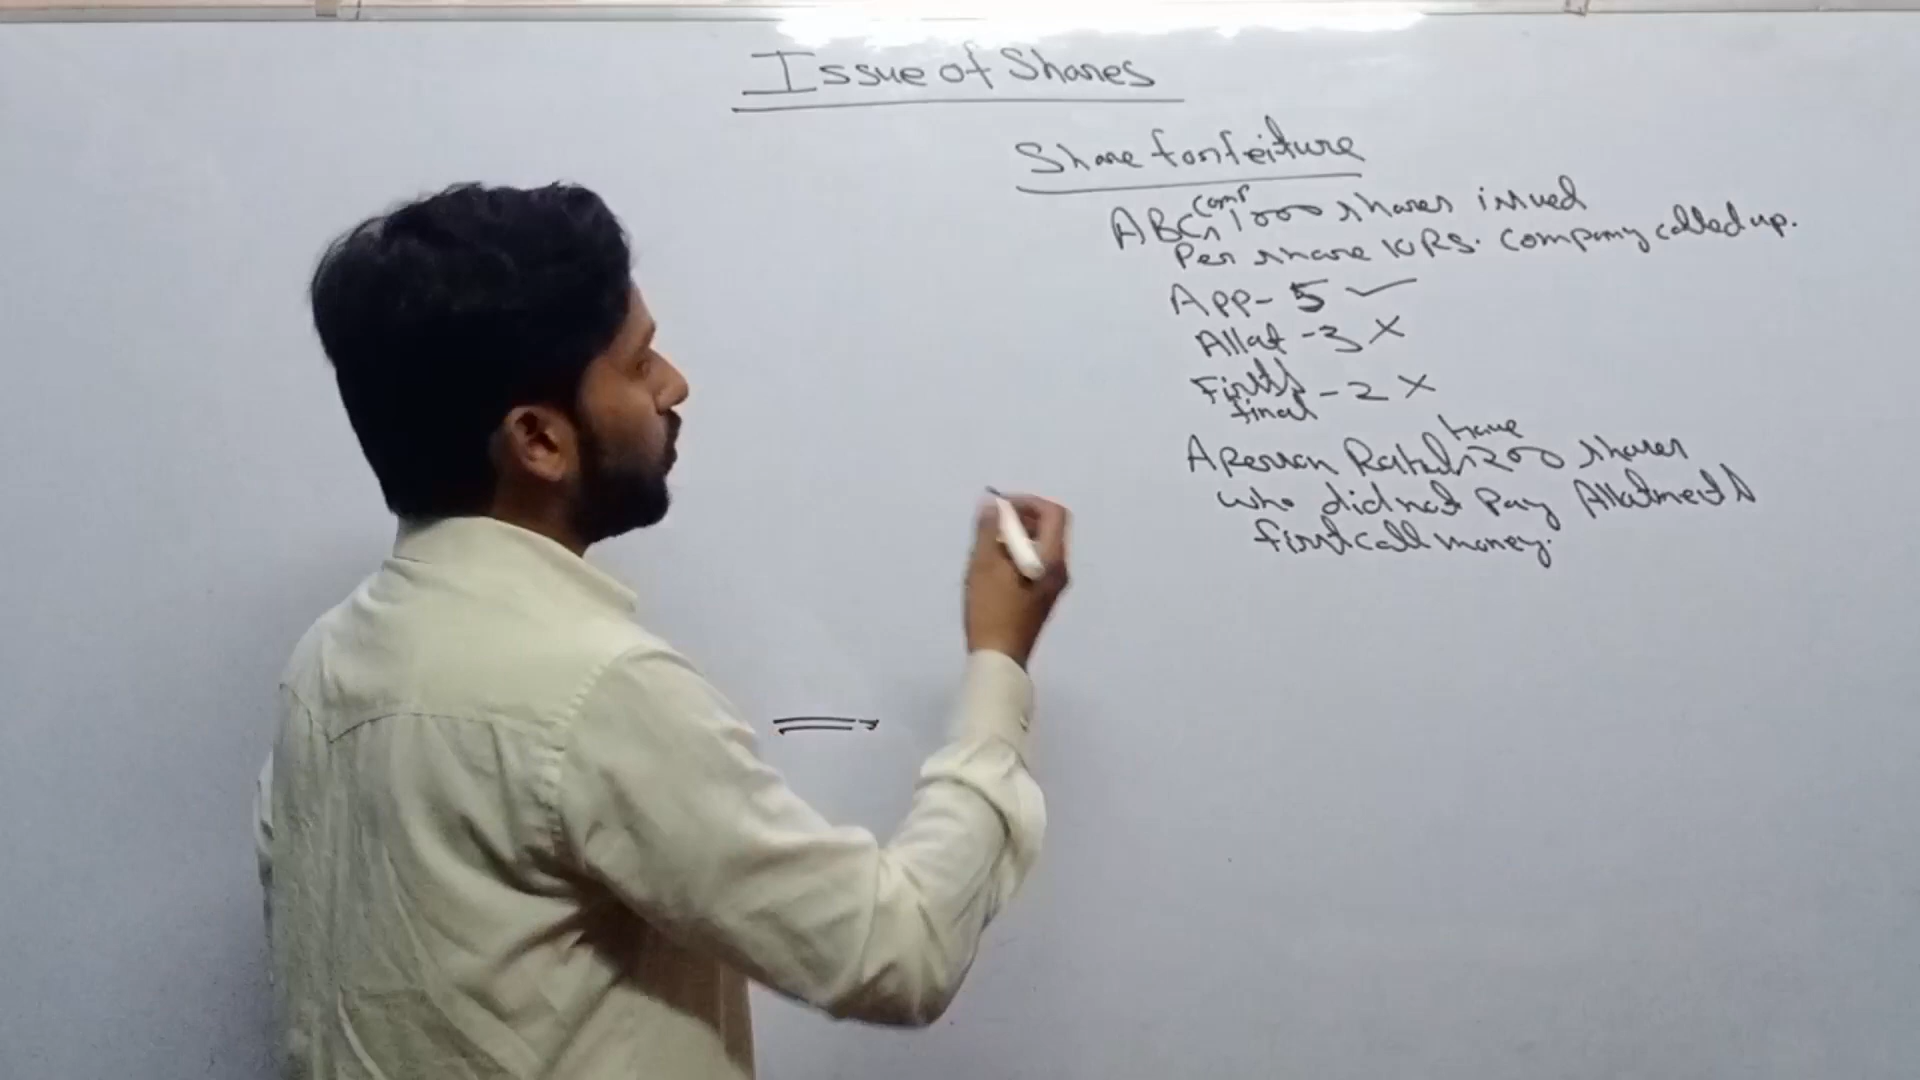 Issue of Shares
Share forfeiture
ABC comp 1000 shares issued
Per share 10 Rs. Company called up.
App - 5 ✓
Allot - 3 ×
First &
final - 2 ×
A person have 200 shares
who did not pay Allotment &
first call money.